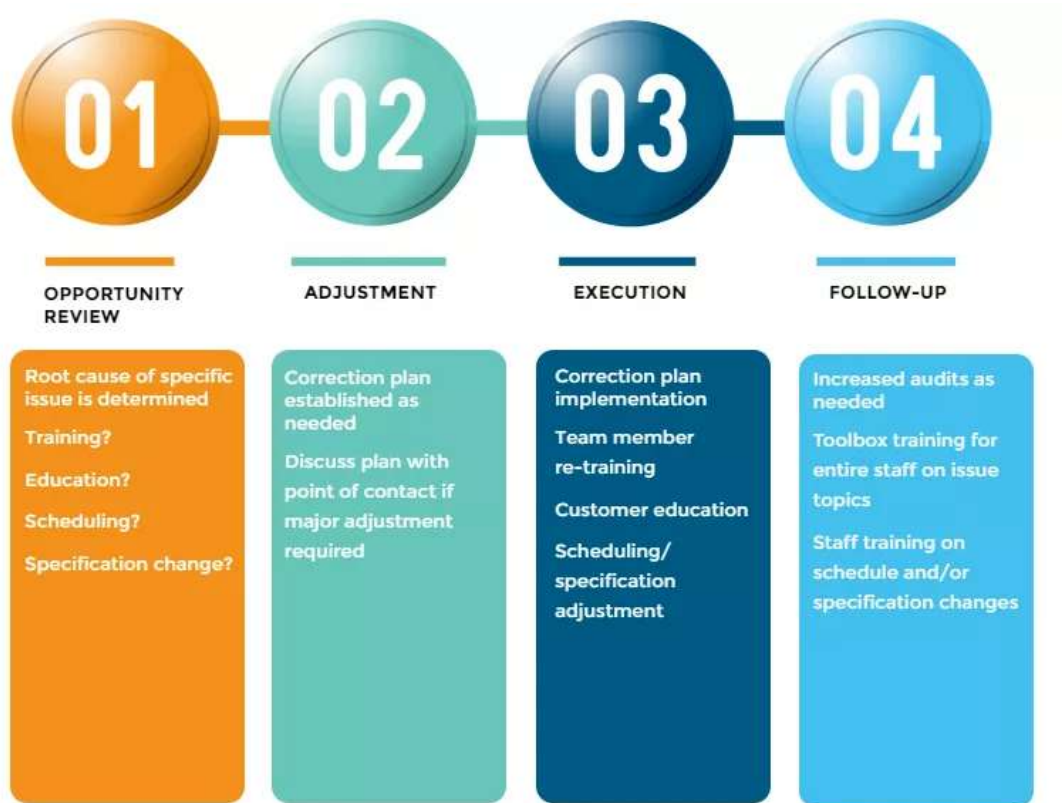 01
02
03
04
OPPORTUNITY
REVIEW
ADJUSTMENT
EXECUTION
FOLLOW-UP
Root cause of specific
issue is determined
Training?
Education?
Scheduling?
Specification change?
Correction plan
established as
needed
Discuss plan with
point of contact if
major adjustment
required
Correction plan
implementation
Team member
re-training
Customer education
Scheduling/
specification
adjustment
Increased audits as
needed
Toolbox training for
entire staff on issue
topics
Staff training on
schedule and/or
specification changes